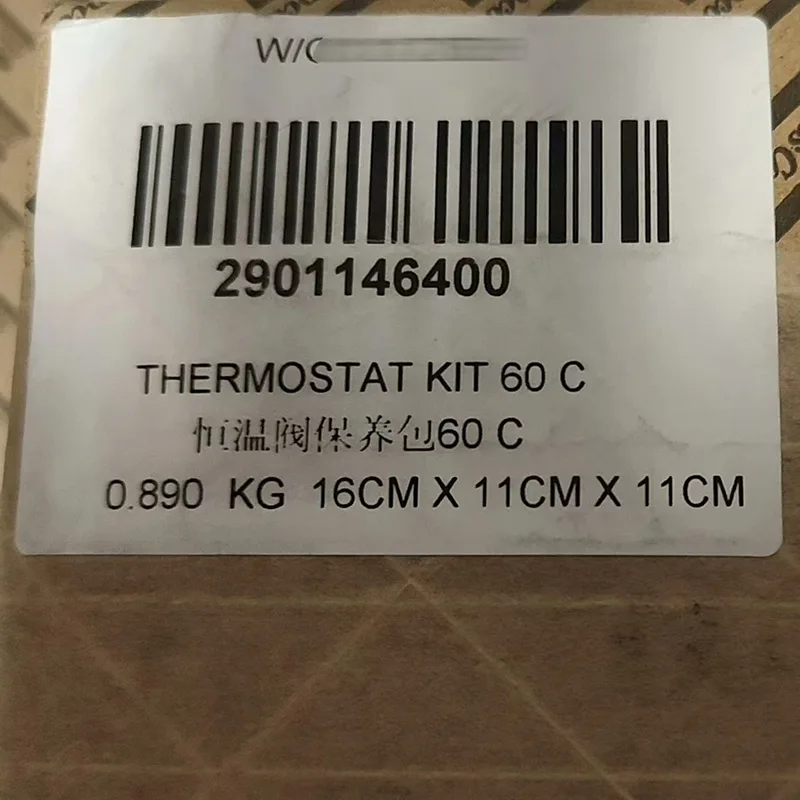 W/C
2901146400
THERMOSTAT KIT 60 C
恒温阀保养包60 C
0.890 KG 16CM X 11CM X 11CM